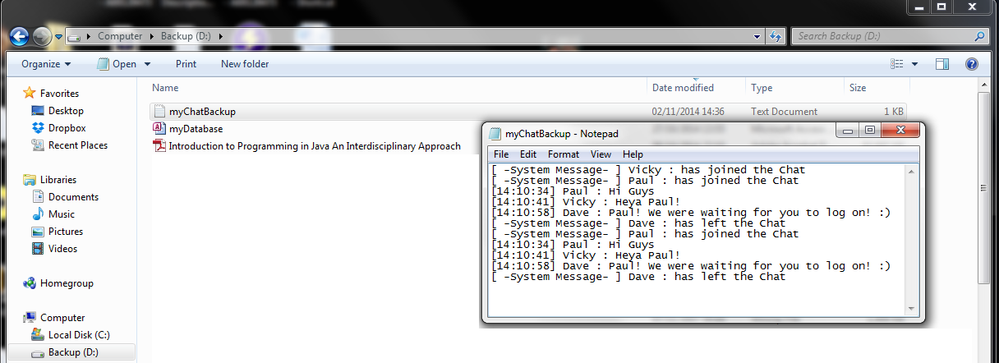 Computer
Backup (D:)
Search Backup (D:)
Organize
Open
Print
New folder
Favorites
Desktop
Dropbox
Recent Places
Libraries
Documents
Music
Pictures
Videos
Homegroup
Computer
Local Disk (C:)
Backup (D:)
Name
Date modified
Type
Size
myChatBackup
02/11/2014 14:36
Text Document
1 KB
myDatabase
Introduction to Programming in Java An Interdisciplinary Approach
myChatBackup - Notepad
File Edit Format View Help
[ -System Message- ] Vicky : has joined the Chat
[ -System Message- ] Paul : has joined the Chat
[14:10:34] Paul : Hi Guys
[14:10:41] Vicky : Heya Paul!
[14:10:58] Dave : Paul! We were waiting for you to log on! :)
[ -System Message- ] Dave : has left the Chat
[ -System Message- ] Paul : has joined the Chat
[14:10:34] Paul : Hi Guys
[14:10:41] Vicky : Heya Paul!
[14:10:58] Dave : Paul! We were waiting for you to log on! :)
[ -System Message- ] Dave : has left the Chat